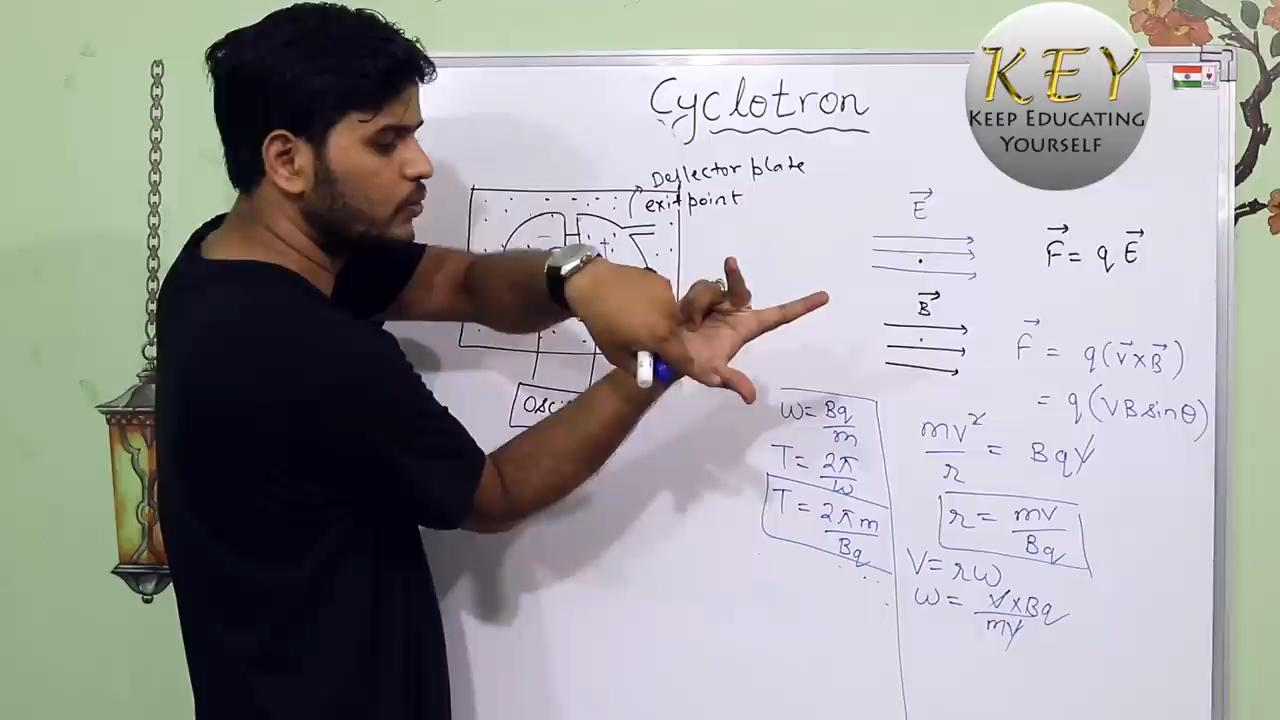 Cyclotron
KEY
KEEP EDUCATING
YOURSELF
Deflector plate
exit point
− +
E⃗
F⃗ = q E⃗
B⃗
F⃗ = q(v⃗×B⃗)
= q(VBsinθ)
mv²/r = Bqv
r = mv/Bq
V = rω
ω = v×Bq/mv
ω = Bq/m
T = 2π/ω
T = 2πm/Bq